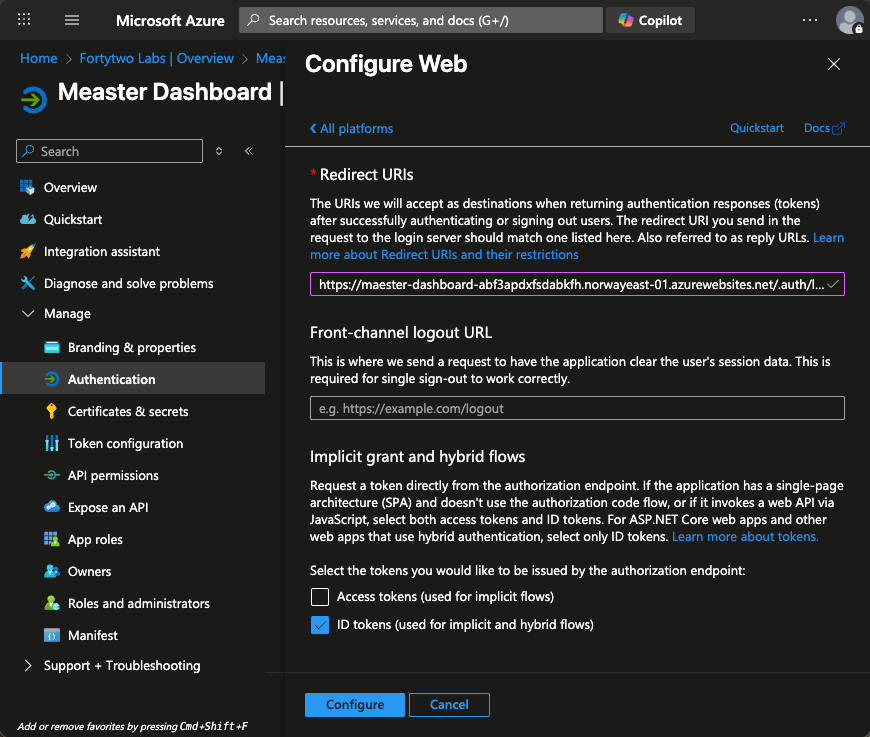 Microsoft Azure
Search resources, services, and docs (G+/)
Copilot
Home > Fortytwo Labs | Overview > Meas
Measter Dashboard |
Search
Overview
Quickstart
Integration assistant
Diagnose and solve problems
Manage
Branding & properties
Authentication
Certificates & secrets
Token configuration
API permissions
Expose an API
App roles
Owners
Roles and administrators
Manifest
Support + Troubleshooting
Add or remove favorites by pressing Cmd+Shift+F
Configure Web
All platforms
Quickstart
Docs
* Redirect URIs
The URIs we will accept as destinations when returning authentication responses (tokens)
after successfully authenticating or signing out users. The redirect URI you send in the
request to the login server should match one listed here. Also referred to as reply URLs. Learn
more about Redirect URIs and their restrictions
https://maester-dashboard-abf3apdxfsdabkfh.norwayeast-01.azurewebsites.net/.auth/l...
Front-channel logout URL
This is where we send a request to have the application clear the user's session data. This is
required for single sign-out to work correctly.
e.g. https://example.com/logout
Implicit grant and hybrid flows
Request a token directly from the authorization endpoint. If the application has a single-page
architecture (SPA) and doesn't use the authorization code flow, or if it invokes a web API via
JavaScript, select both access tokens and ID tokens. For ASP.NET Core web apps and other
web apps that use hybrid authentication, select only ID tokens. Learn more about tokens.
Select the tokens you would like to be issued by the authorization endpoint:
Access tokens (used for implicit flows)
ID tokens (used for implicit and hybrid flows)
Configure
Cancel